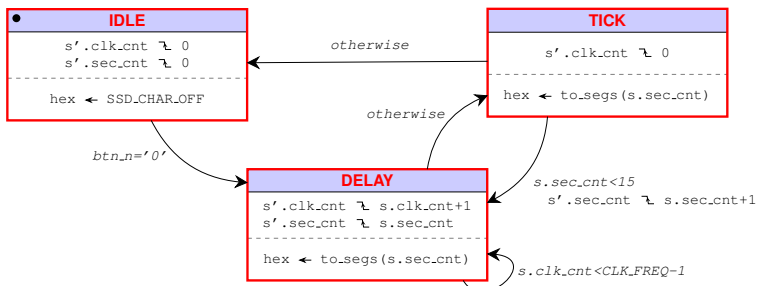 IDLE
s'.clk_cnt ⮧ 0
s'.sec_cnt ⮧ 0
hex ← SSD_CHAR_OFF
otherwise
TICK
s'.clk_cnt ⮧ 0
hex ← to_segs(s.sec_cnt)
otherwise
btn_n='0'
DELAY
s'.clk_cnt ⮧ s.clk_cnt+1
s'.sec_cnt ⮧ s.sec_cnt
hex ← to_segs(s.sec_cnt)
s.sec_cnt<15
s'.sec_cnt ⮧ s.sec_cnt+1
s.clk_cnt<CLK_FREQ-1